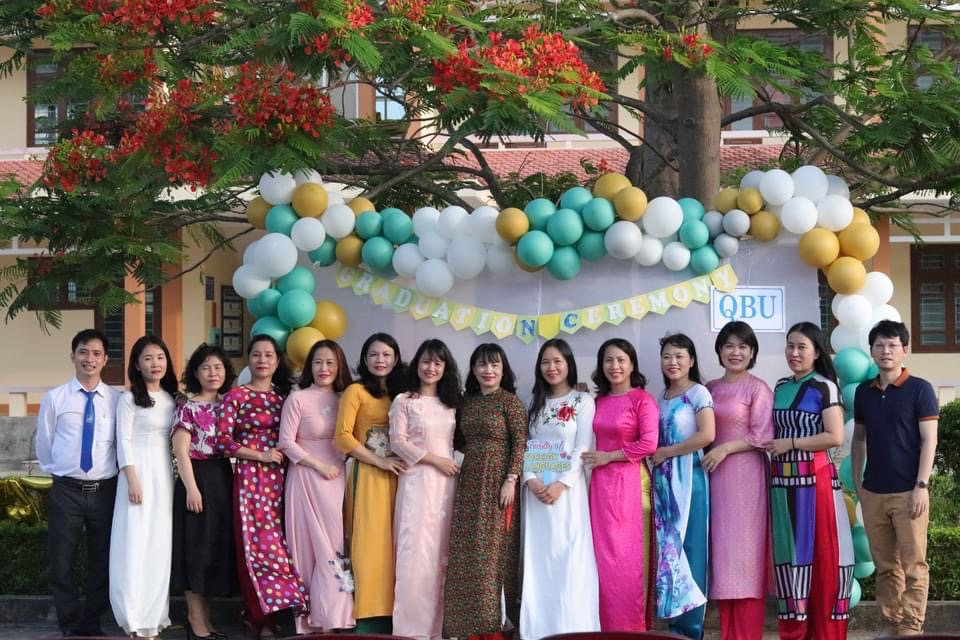 GRADUATION CEREMONY
QBU
Faculty of
FOREIGN
LANGUAGES